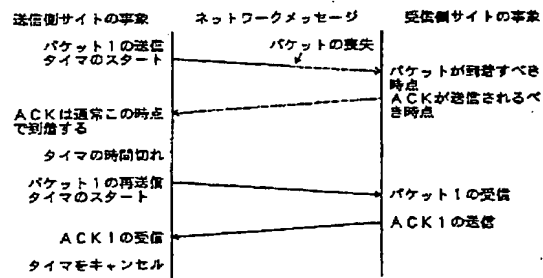 送信側サイトの事象
ネットワークメッセージ
受信側サイトの事象
パケット1の送信
タイマのスタート
パケットの喪失
パケットが到着すべき
時点
ACKが送信されるべ
き時点
ACKは通常この時点
で到着する
タイマの時間切れ
パケット1の再送信
タイマのスタート
パケット1の受信
ACK1の送信
ACK1の受信
タイマをキャンセル